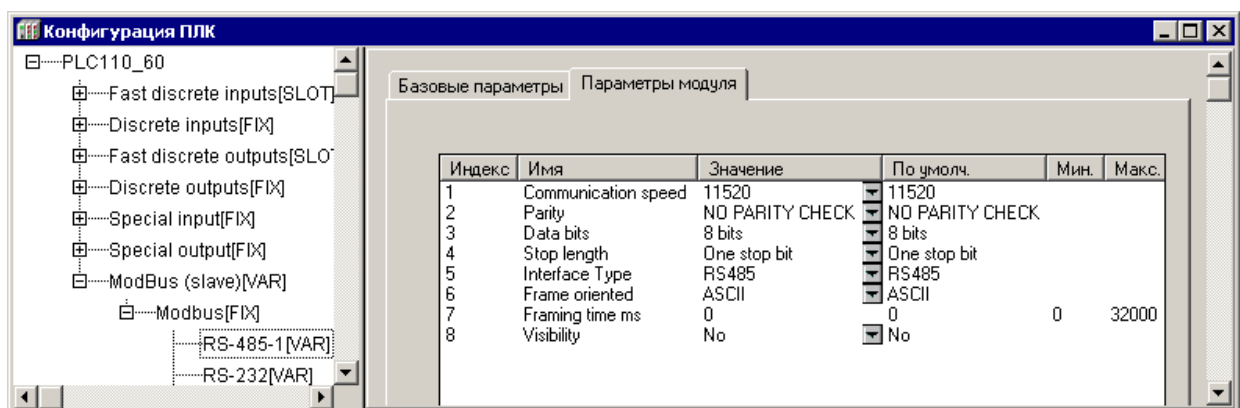 Конфигурация ПЛК
PLC110_60
Fast discrete inputs[SLOT]
Discrete inputs[FIX]
Fast discrete outputs[SLO
Discrete outputs[FIX]
Special input[FIX]
Special output[FIX]
ModBus (slave)[VAR]
Modbus[FIX]
RS-485-1[VAR]
RS-232[VAR]
Базовые параметры Параметры модуля
Индекс Имя Значение По умолч. Мин. Макс.
1 Communication speed 11520 11520
2 Parity NO PARITY CHECK NO PARITY CHECK
3 Data bits 8 bits 8 bits
4 Stop length One stop bit One stop bit
5 Interface Type RS485 RS485
6 Frame oriented ASCII ASCII
7 Framing time ms 0 0 0 32000
8 Visibility No No